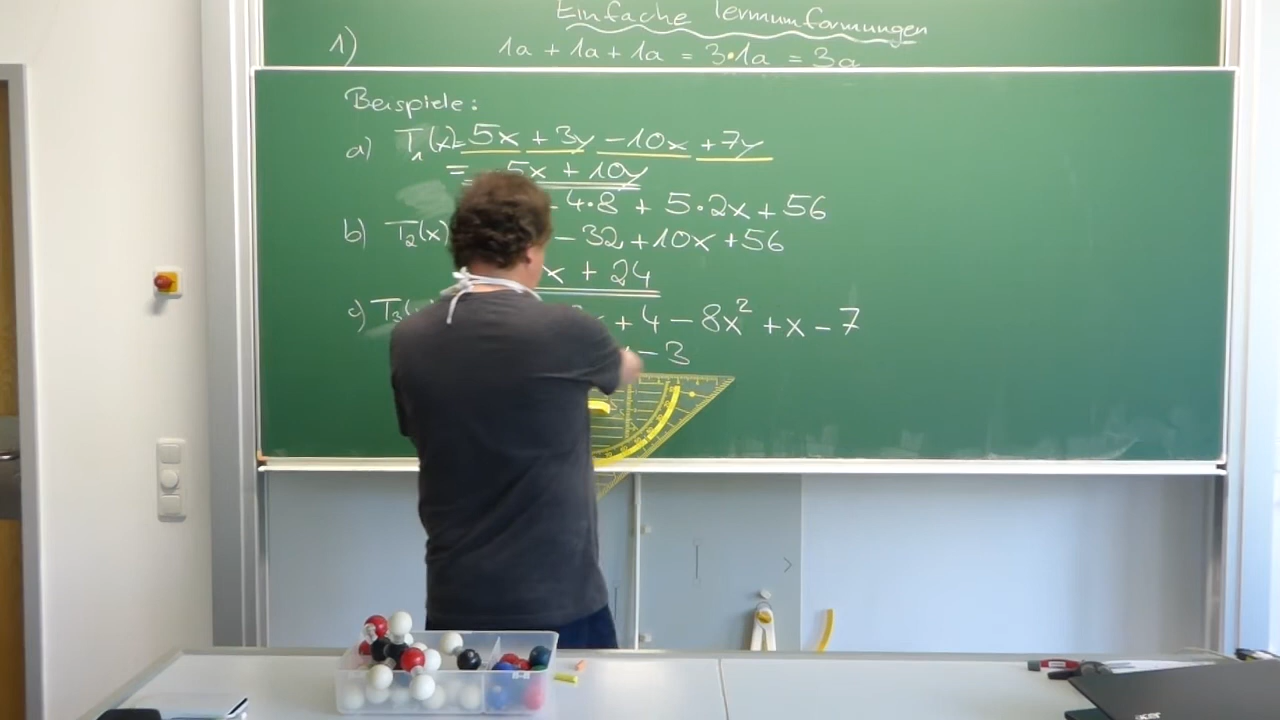 Einfache Termumformungen
1) 1a + 1a + 1a = 3•1a = 3a
Beispiele:
a) T₁(x)= 5x + 3y - 10x + 7y
= 5x + 10y
- 4•8 + 5•2x + 56
b) T₂(x) - 32 + 10x + 56
x + 24
c) T₃( + 4 - 8x² + x - 7
- 3